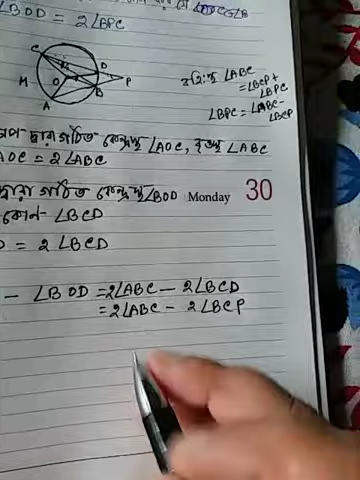 ∠BOD = 2∠BPC
C
D
O
P
M
B
A
বহিঃস্থ ∠ABC
= ∠BCP +
∠BPC
∠BPC = ∠ABC -
∠BCP
দ্বারা গঠিত কেন্দ্রস্থ ∠AOC, বৃত্তস্থ ∠ABC
AOC = 2∠ABC
দ্বারা গঠিত কেন্দ্রস্থ ∠BOD Monday 30
কোন ∠BCD
D = 2∠BCD
- ∠BOD = 2∠ABC - 2∠BCD
= 2∠ABC - 2∠BCP